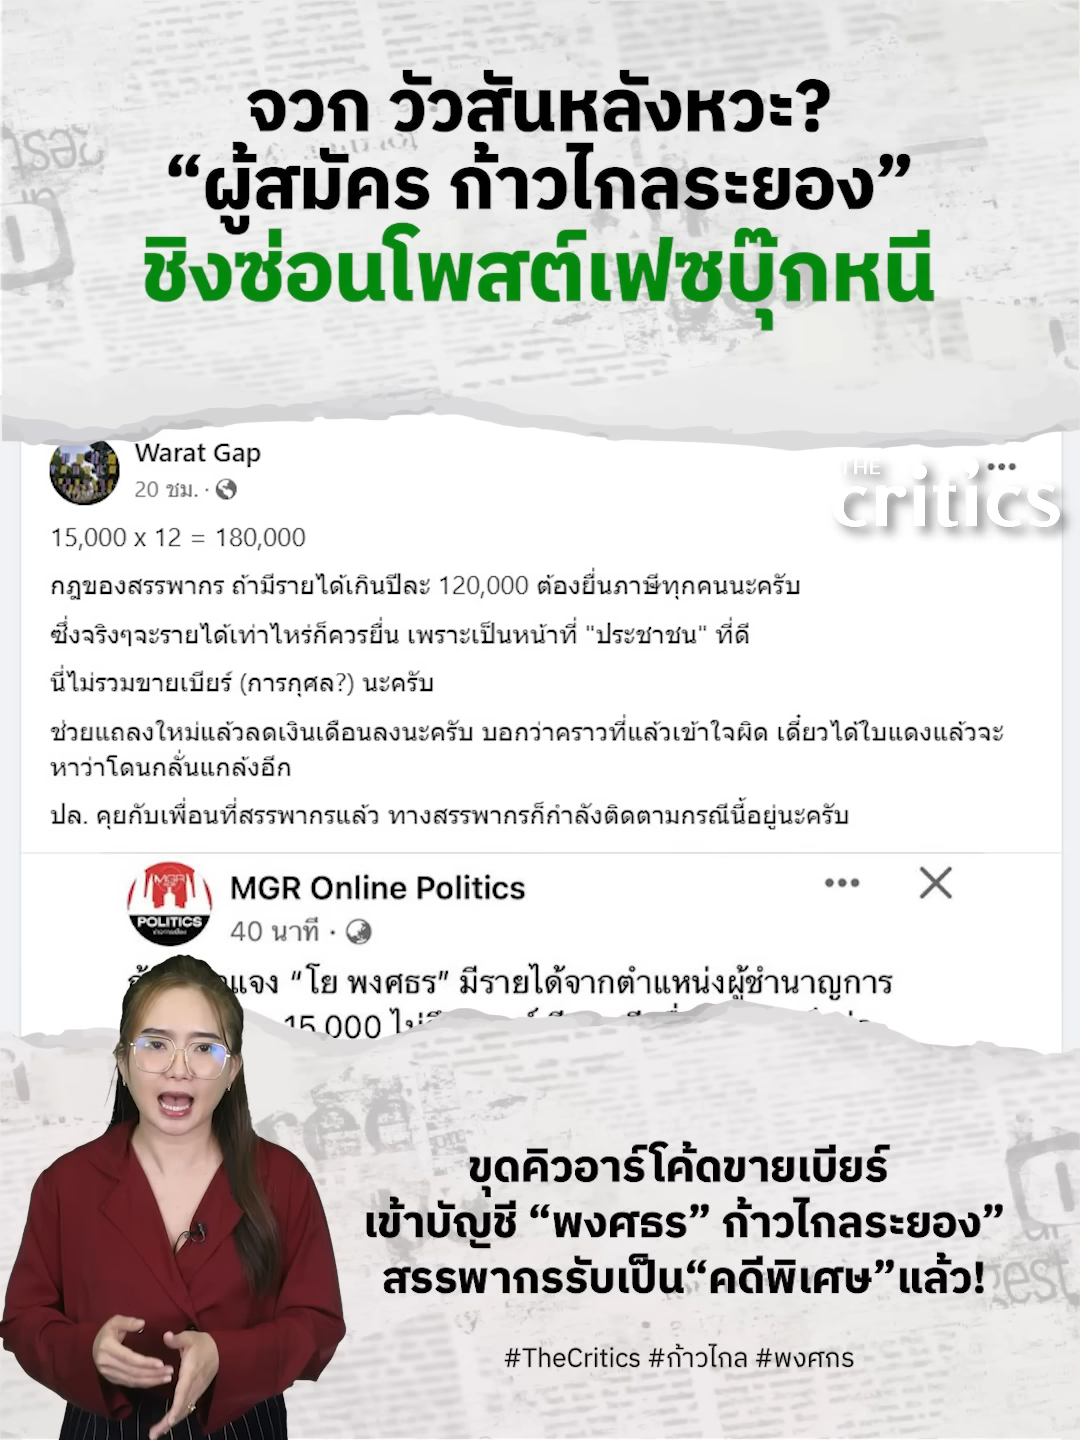 จวก วัวสันหลังหวะ?
“ผู้สมัคร ก้าวไกลระยอง”
ชิงซ่อนโพสต์เฟซบุ๊กหนี
Warat Gap
20 ชม. ·
THE
critics
15,000 x 12 = 180,000
กฎของสรรพากร ถ้ามีรายได้เกินปีละ 120,000 ต้องยื่นภาษีทุกคนนะครับ
ซึ่งจริงๆจะรายได้เท่าไหร่ก็ควรยื่น เพราะเป็นหน้าที่ "ประชาชน" ที่ดี
นี่ไม่รวมขายเบียร์ (การกุศล?) นะครับ
ช่วยแถลงใหม่แล้วลดเงินเดือนลงนะครับ บอกว่าคราวที่แล้วเข้าใจผิด เดี๋ยวได้ใบแดงแล้วจะ
หาว่าโดนกลั่นแกล้งอีก
ปล. คุยกับเพื่อนที่สรรพากรแล้ว ทางสรรพากรก็กำลังติดตามกรณีนี้อยู่นะครับ
MGR
POLITICS
MGR Online Politics
40 นาที ·
แจง “โย พงศธร” มีรายได้จากตำแหน่งผู้ชำนาญการ
15,000
ขุดคิวอาร์โค้ดขายเบียร์
เข้าบัญชี “พงศธร” ก้าวไกลระยอง”
สรรพากรรับเป็น“คดีพิเศษ”แล้ว!
#TheCritics #ก้าวไกล #พงศกร